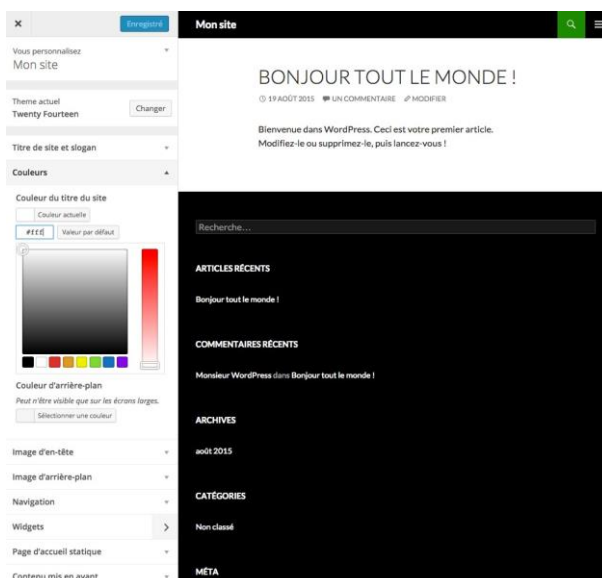 Enregistré
Vous personnalisez
Mon site
Theme actuel
Twenty Fourteen
Changer
Titre de site et slogan
Couleurs
Couleur du titre du site
Couleur actuelle
#fff
Valeur par défaut
Couleur d'arrière-plan
Peut n'être visible que sur les écrans larges.
Sélectionner une couleur
Image d'en-tête
Image d'arrière-plan
Navigation
Widgets
Page d'accueil statique
Contenu mis en avant
Mon site
BONJOUR TOUT LE MONDE !
19 AOÛT 2015 UN COMMENTAIRE MODIFIER
Bienvenue dans WordPress. Ceci est votre premier article.
Modifiez-le ou supprimez-le, puis lancez-vous !
Recherche...
ARTICLES RÉCENTS
Bonjour tout le monde !
COMMENTAIRES RÉCENTS
Monsieur WordPress dans Bonjour tout le monde !
ARCHIVES
août 2015
CATÉGORIES
Non classé
MÉTA